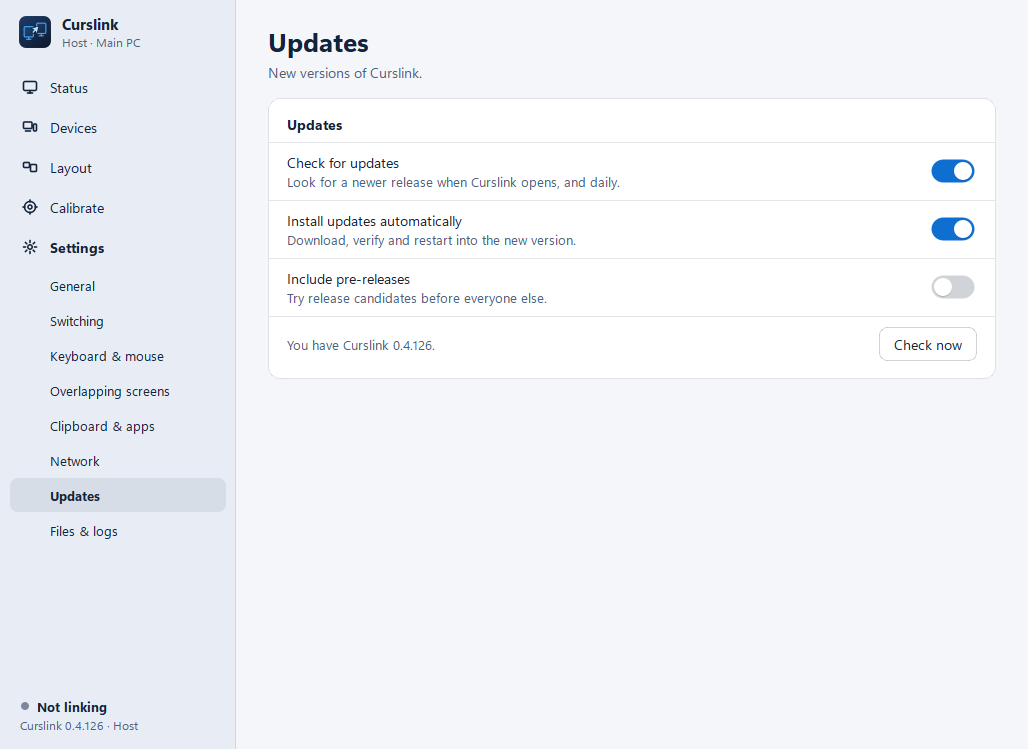 Curslink
Host · Main PC
Status
Devices
Layout
Calibrate
Settings
General
Switching
Keyboard & mouse
Overlapping screens
Clipboard & apps
Network
Updates
Files & logs
Not linking
Curslink 0.4.126 · Host
Updates
New versions of Curslink.
Updates
Check for updates
Look for a newer release when Curslink opens, and daily.
Install updates automatically
Download, verify and restart into the new version.
Include pre-releases
Try release candidates before everyone else.
You have Curslink 0.4.126.
Check now